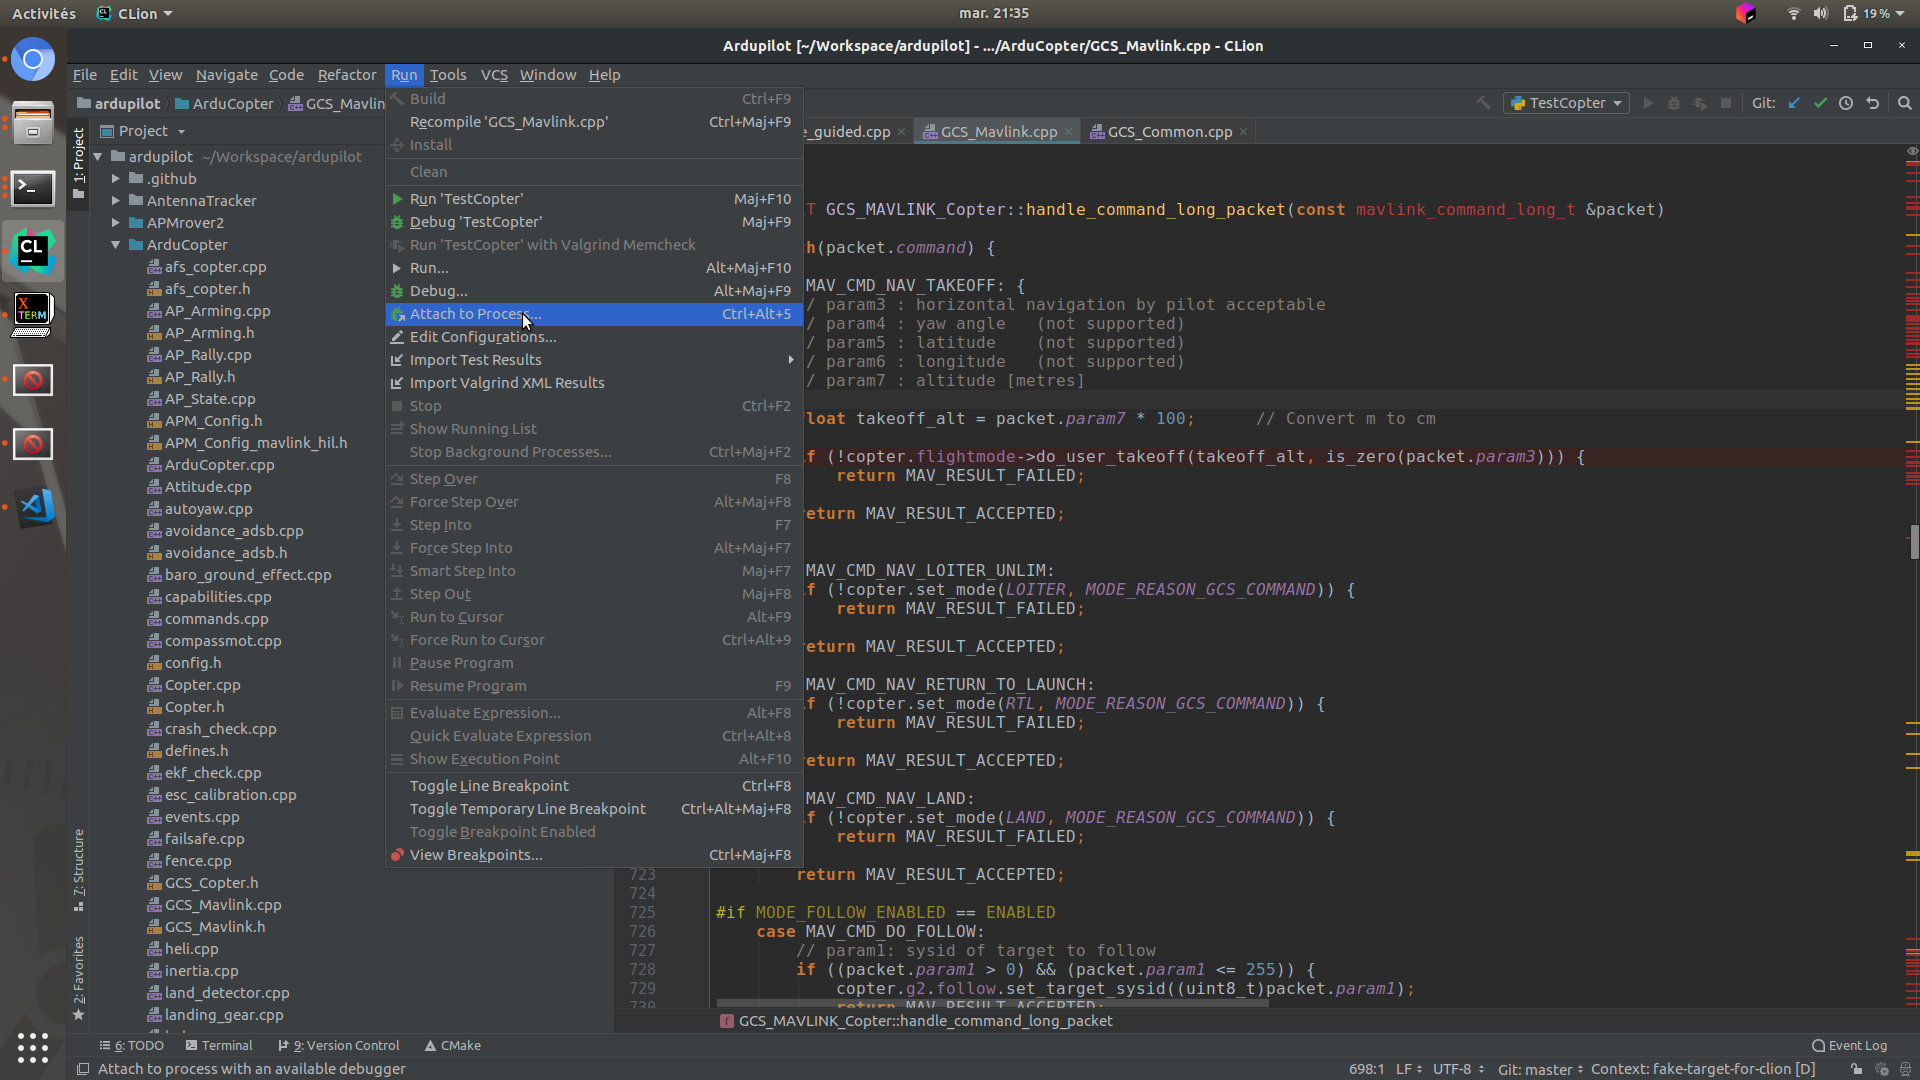 Activités
CLion
mar. 21:35
19 %
Ardupilot [~/Workspace/ardupilot] - .../ArduCopter/GCS_Mavlink.cpp - CLion
File Edit View Navigate Code Refactor Run Tools VCS Window Help
ardupilot
ArduCopter
GCS_Mavlin
TestCopter
Git:
1: Project
7: Structure
2: Favorites
Project
ardupilot ~/Workspace/ardupilot
.github
AntennaTracker
APMrover2
ArduCopter
afs_copter.cpp
afs_copter.h
AP_Arming.cpp
AP_Arming.h
AP_Rally.cpp
AP_Rally.h
AP_State.cpp
APM_Config.h
APM_Config_mavlink_hil.h
ArduCopter.cpp
Attitude.cpp
autoyaw.cpp
avoidance_adsb.cpp
avoidance_adsb.h
baro_ground_effect.cpp
capabilities.cpp
commands.cpp
compassmot.cpp
config.h
Copter.cpp
Copter.h
crash_check.cpp
defines.h
ekf_check.cpp
esc_calibration.cpp
events.cpp
failsafe.cpp
fence.cpp
GCS_Copter.h
GCS_Mavlink.cpp
GCS_Mavlink.h
heli.cpp
inertia.cpp
land_detector.cpp
landing_gear.cpp
Build Ctrl+F9
Recompile 'GCS_Mavlink.cpp' Ctrl+Maj+F9
Install
Clean
Run 'TestCopter' Maj+F10
Debug 'TestCopter' Maj+F9
Run 'TestCopter' with Valgrind Memcheck
Run... Alt+Maj+F10
Debug... Alt+Maj+F9
Attach to Process... Ctrl+Alt+5
Edit Configurations...
Import Test Results
Import Valgrind XML Results
Stop Ctrl+F2
Show Running List
Stop Background Processes... Ctrl+Maj+F2
Step Over F8
Force Step Over Alt+Maj+F8
Step Into F7
Force Step Into Alt+Maj+F7
Smart Step Into Maj+F7
Step Out Maj+F8
Run to Cursor Alt+F9
Force Run to Cursor Ctrl+Alt+9
Pause Program
Resume Program F9
Evaluate Expression... Alt+F8
Quick Evaluate Expression Ctrl+Alt+8
Show Execution Point Alt+F10
Toggle Line Breakpoint Ctrl+F8
Toggle Temporary Line Breakpoint Ctrl+Alt+Maj+F8
Toggle Breakpoint Enabled
View Breakpoints... Ctrl+Maj+F8
e_guided.cpp
GCS_Mavlink.cpp
GCS_Common.cpp
T GCS_MAVLINK_Copter::handle_command_long_packet(const mavlink_command_long_t &packet)
h(packet.command) {
MAV_CMD_NAV_TAKEOFF: {
/ param3 : horizontal navigation by pilot acceptable
/ param4 : yaw angle (not supported)
/ param5 : latitude (not supported)
/ param6 : longitude (not supported)
/ param7 : altitude [metres]
loat takeoff_alt = packet.param7 * 100; // Convert m to cm
f (!copter.flightmode->do_user_takeoff(takeoff_alt, is_zero(packet.param3))) {
return MAV_RESULT_FAILED;
eturn MAV_RESULT_ACCEPTED;
MAV_CMD_NAV_LOITER_UNLIM:
f (!copter.set_mode(LOITER, MODE_REASON_GCS_COMMAND)) {
return MAV_RESULT_FAILED;
eturn MAV_RESULT_ACCEPTED;
MAV_CMD_NAV_RETURN_TO_LAUNCH:
f (!copter.set_mode(RTL, MODE_REASON_GCS_COMMAND)) {
return MAV_RESULT_FAILED;
eturn MAV_RESULT_ACCEPTED;
MAV_CMD_NAV_LAND:
f (!copter.set_mode(LAND, MODE_REASON_GCS_COMMAND)) {
return MAV_RESULT_FAILED;
723 return MAV_RESULT_ACCEPTED;
724
725 #if MODE_FOLLOW_ENABLED == ENABLED
726 case MAV_CMD_DO_FOLLOW:
727 // param1: sysid of target to follow
728 if ((packet.param1 > 0) && (packet.param1 <= 255)) {
729 copter.g2.follow.set_target_sysid((uint8_t)packet.param1);
730 return MAV_RESULT_ACCEPTED;
f GCS_MAVLINK_Copter::handle_command_long_packet
6: TODO
Terminal
9: Version Control
CMake
Event Log
Attach to process with an available debugger
698:1 LF UTF-8 Git: master Context: fake-target-for-clion [D]
CL
X
TERM